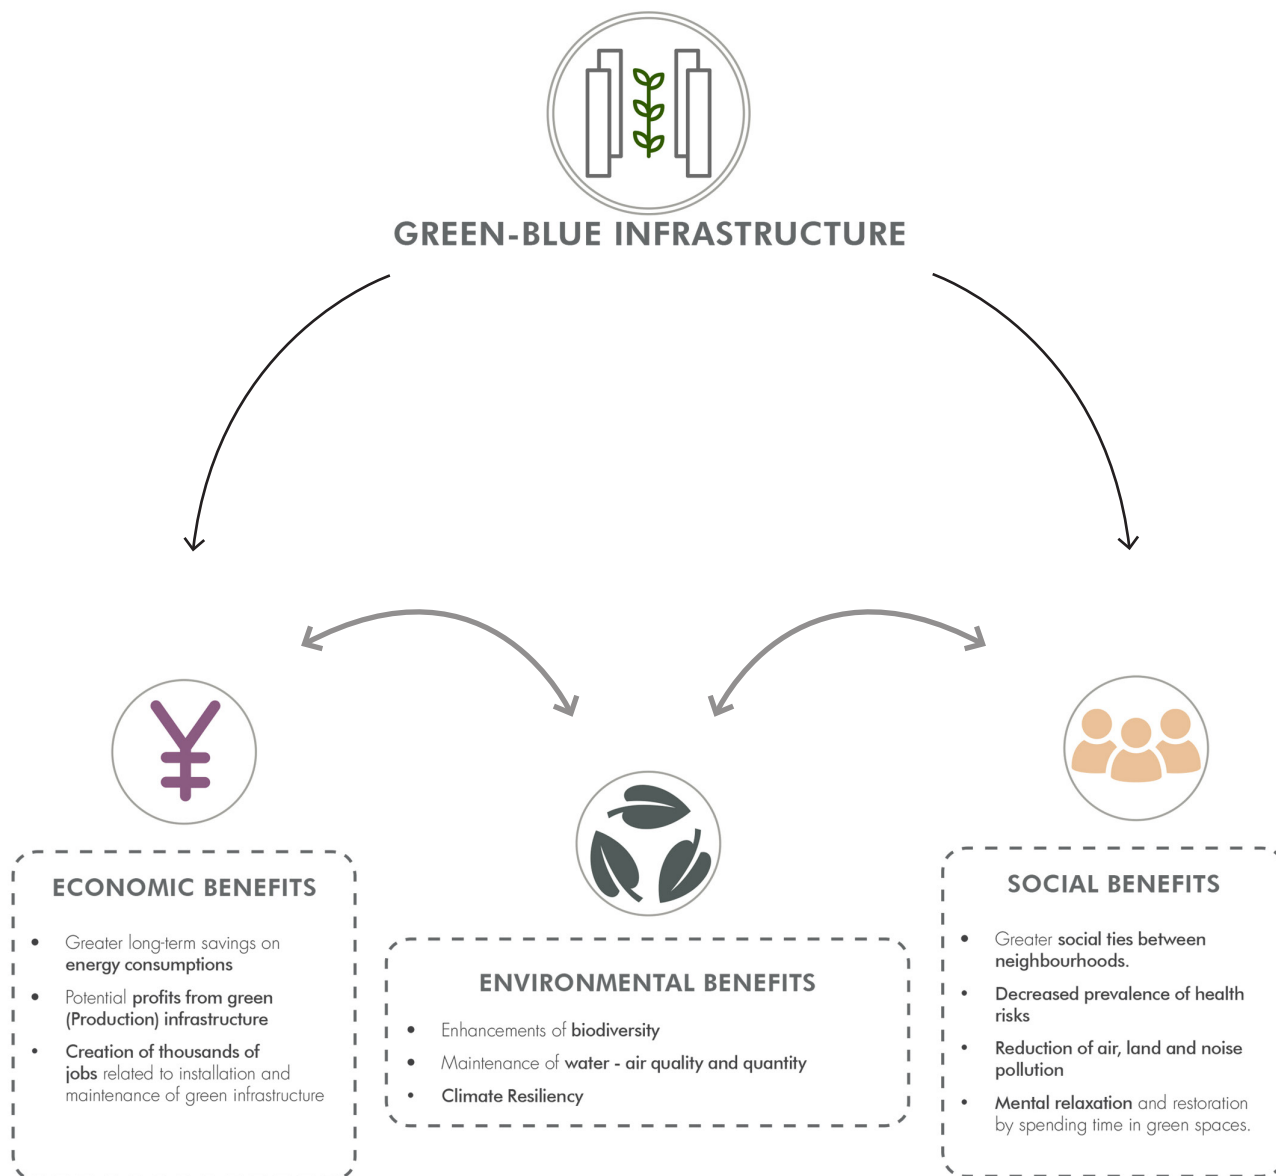 GREEN-BLUE INFRASTRUCTURE
¥
ECONOMIC BENEFITS
• Greater long-term savings on
energy consumptions
• Potential profits from green
(Production) infrastructure
• Creation of thousands of
jobs related to installation and
maintenance of green infrastructure
ENVIRONMENTAL BENEFITS
• Enhancements of biodiversity
• Maintenance of water - air quality and quantity
• Climate Resiliency
SOCIAL BENEFITS
• Greater social ties between
neighbourhoods.
• Decreased prevalence of health
risks
• Reduction of air, land and noise
pollution
• Mental relaxation and restoration
by spending time in green spaces.